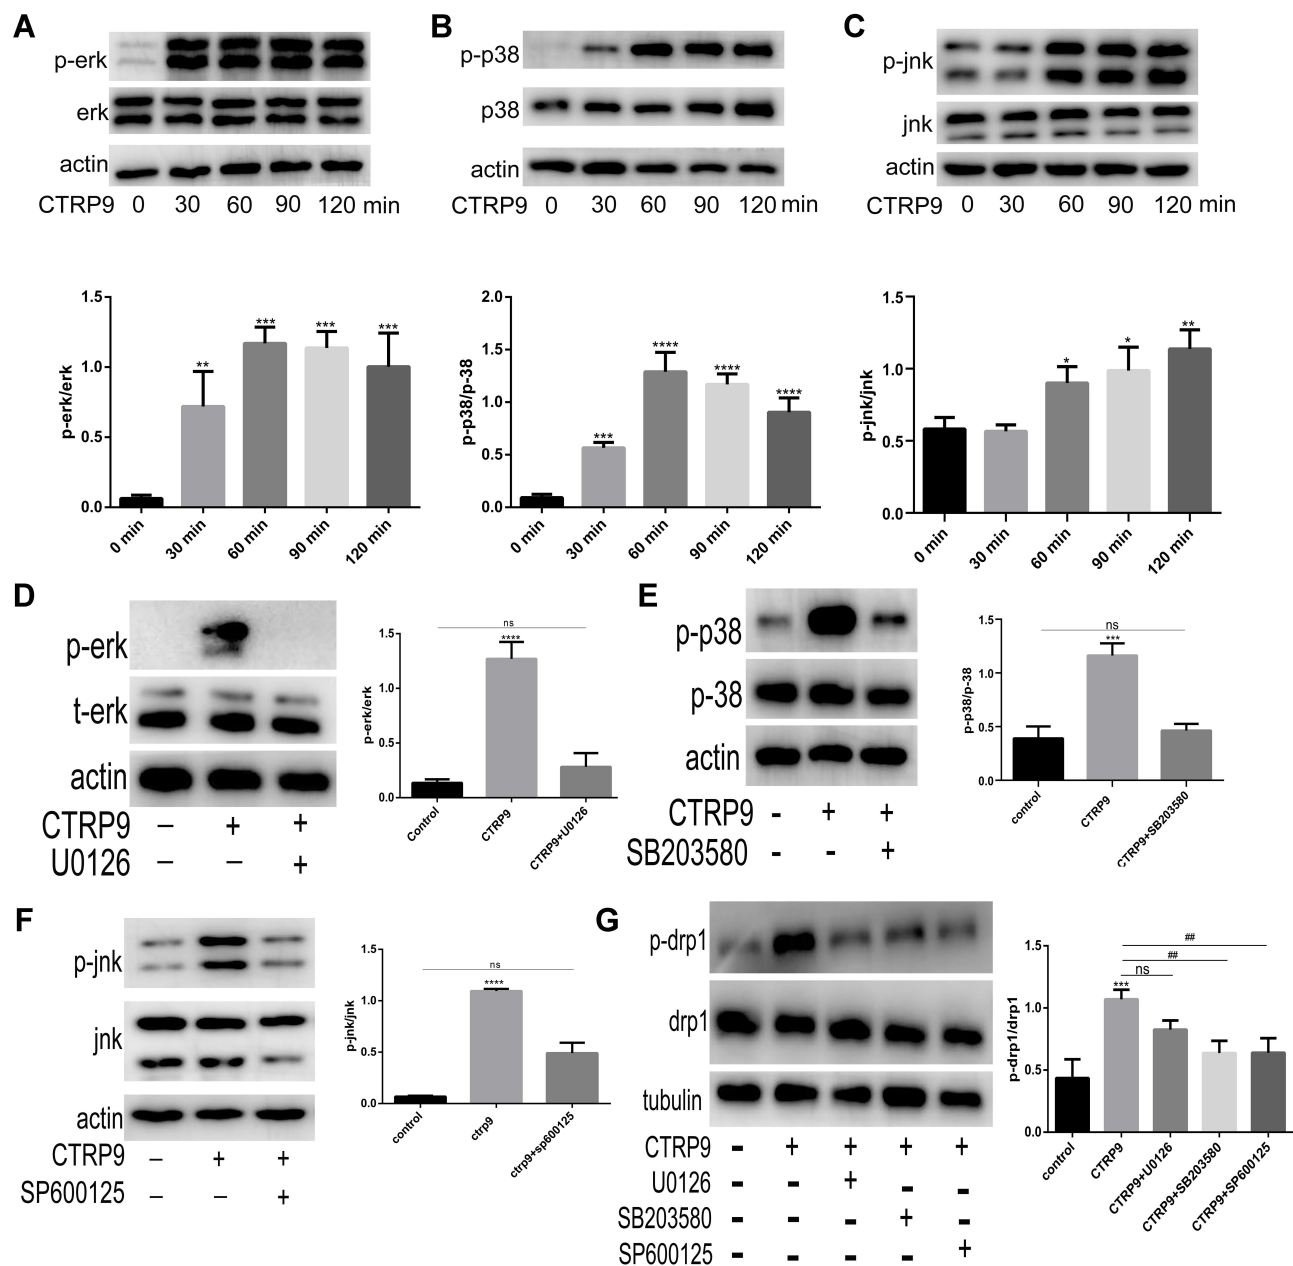 A
p-erk
erk
actin
CTRP9 0 30 60 90 120 min
B
p-p38
p38
actin
CTRP9 0 30 60 90 120 min
C
p-jnk
jnk
actin
CTRP9 0 30 60 90 120 min
p-erk/erk
1.5
1.0
0.5
0.0
** *** *** ***
0 min 30 min 60 min 90 min 120 min
p-p38/p-38
2.0
1.5
1.0
0.5
0.0
*** **** **** ****
0 min 30 min 60 min 90 min 120 min
p-jnk/jnk
1.5
1.0
0.5
0.0
* * **
0 min 30 min 60 min 90 min 120 min
D
p-erk
t-erk
actin
CTRP9 – + +
U0126 – – +
p-erk/erk
1.5
1.0
0.5
0.0
ns
****
Control CTRP9 CTRP9+U0126
E
p-p38
p-38
actin
CTRP9 - + +
SB203580 - - +
p-p38/p-38
1.5
1.0
0.5
0.0
ns
***
control CTRP9 CTRP9+SB203580
F
p-jnk
jnk
actin
CTRP9 – + +
SP600125 – – +
p-jnk/jnk
1.5
1.0
0.5
0.0
ns
****
control ctrp9 ctrp9+sp600125
G
p-drp1
drp1
tubulin
CTRP9 - + + + +
U0126 - - + - -
SB203580 - - - + -
SP600125 - - - - +
p-drp1/drp1
1.5
1.0
0.5
0.0
##
##
ns
***
control CTRP9 CTRP9+U0126 CTRP9+SB203580 CTRP9+SP600125